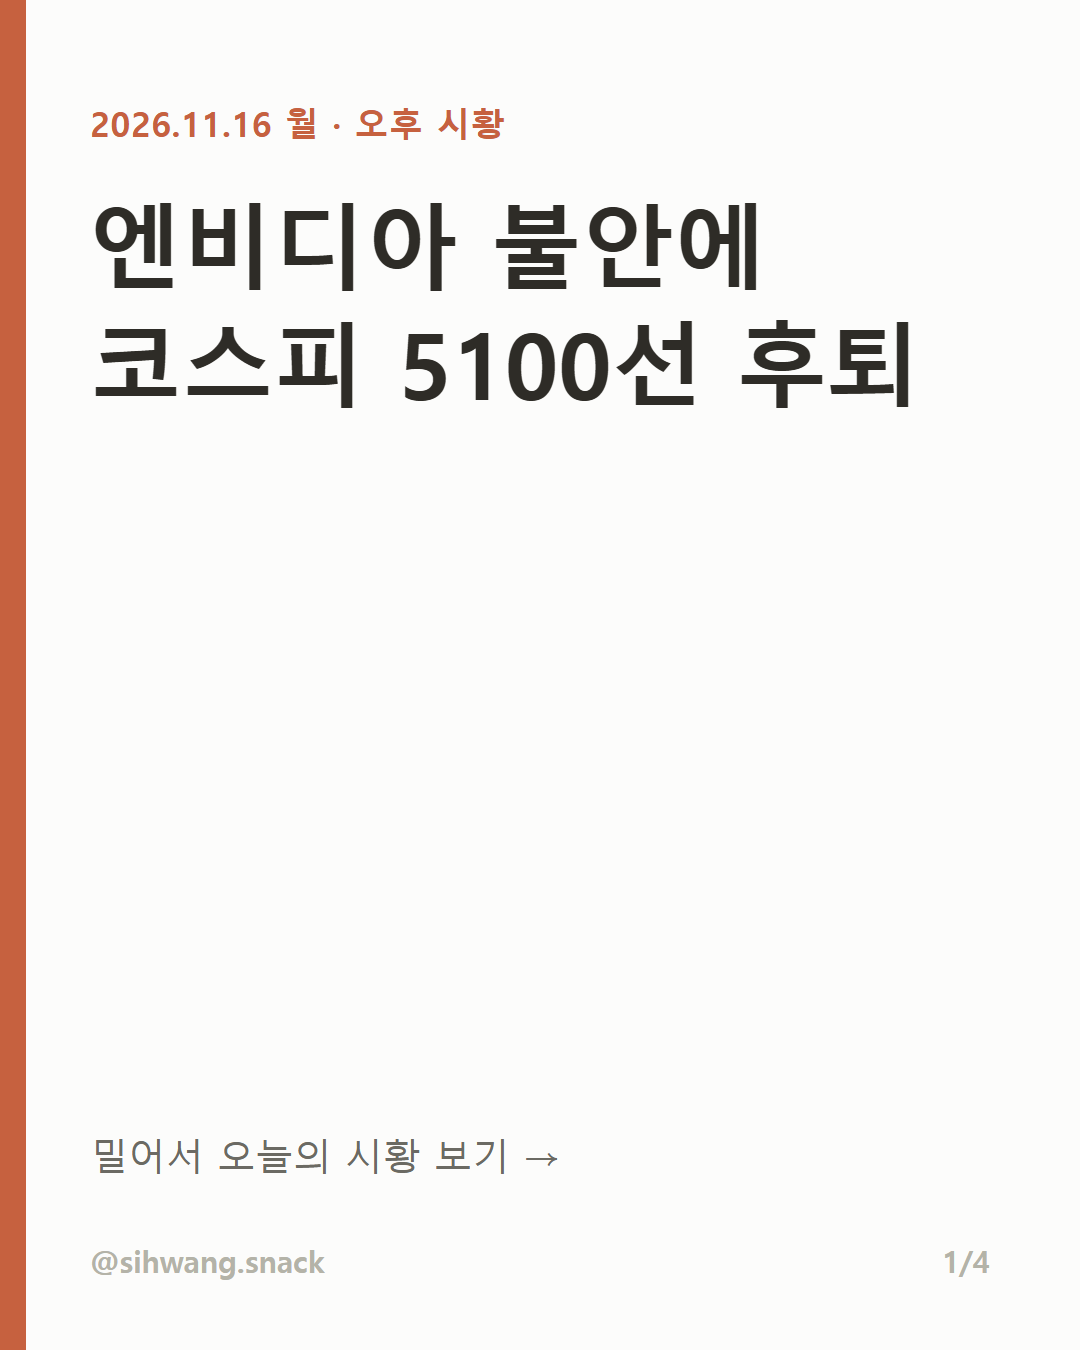 2026.11.16 월 · 오후 시황
엔비디아 불안에
코스피 5100선 후퇴
밀어서 오늘의 시황 보기 →
@sihwang.snack
1/4